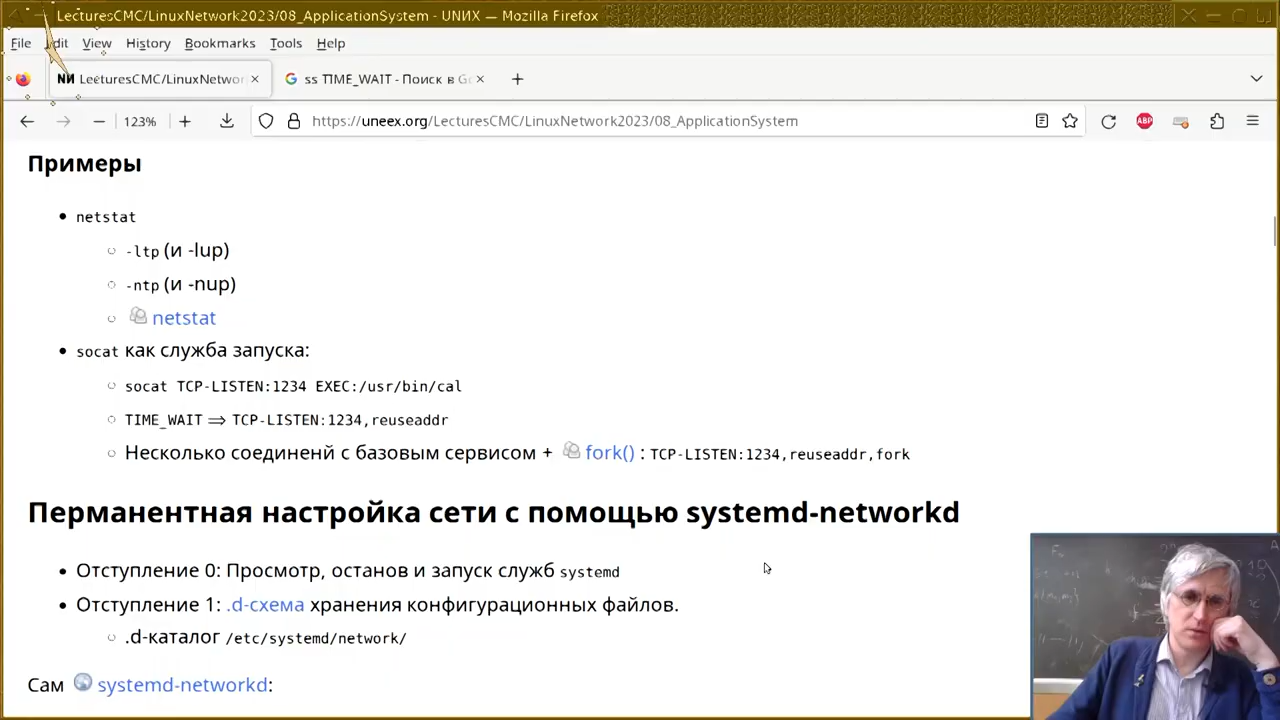 LecturesCMC/LinuxNetwork2023/08_ApplicationSystem - UNИX — Mozilla Firefox
File Edit View History Bookmarks Tools Help
NИ LecturesCMC/LinuxNetwor ss TIME_WAIT - Поиск в Go
123% https://uneex.org/LecturesCMC/LinuxNetwork2023/08_ApplicationSystem ABP
Примеры
netstat
-ltp (и -lup)
-ntp (и -nup)
netstat
socat как служба запуска:
socat TCP-LISTEN:1234 EXEC:/usr/bin/cal
TIME_WAIT ⟹ TCP-LISTEN:1234,reuseaddr
Несколько соединенй с базовым сервисом + fork() : TCP-LISTEN:1234,reuseaddr,fork
Перманентная настройка сети с помощью systemd-networkd
Отступление 0: Просмотр, останов и запуск служб systemd
Отступление 1: .d-схема хранения конфигурационных файлов.
.d-каталог /etc/systemd/network/
Сам systemd-networkd: